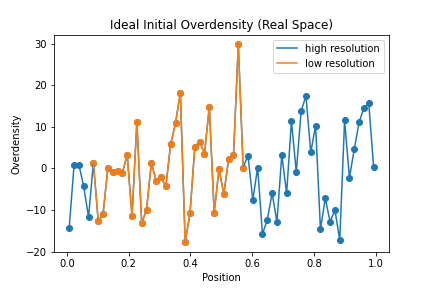 Ideal Initial Overdensity (Real Space)
high resolution
low resolution
30
20
10
0
−10
−20
Overdensity
0.0 0.2 0.4 0.6 0.8 1.0
Position